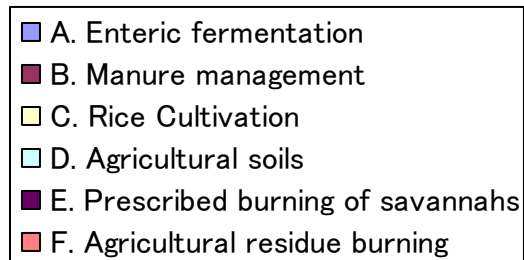 A. Enteric fermentation
B. Manure management
C. Rice Cultivation
D. Agricultural soils
E. Prescribed burning of savannahs
F. Agricultural residue burning